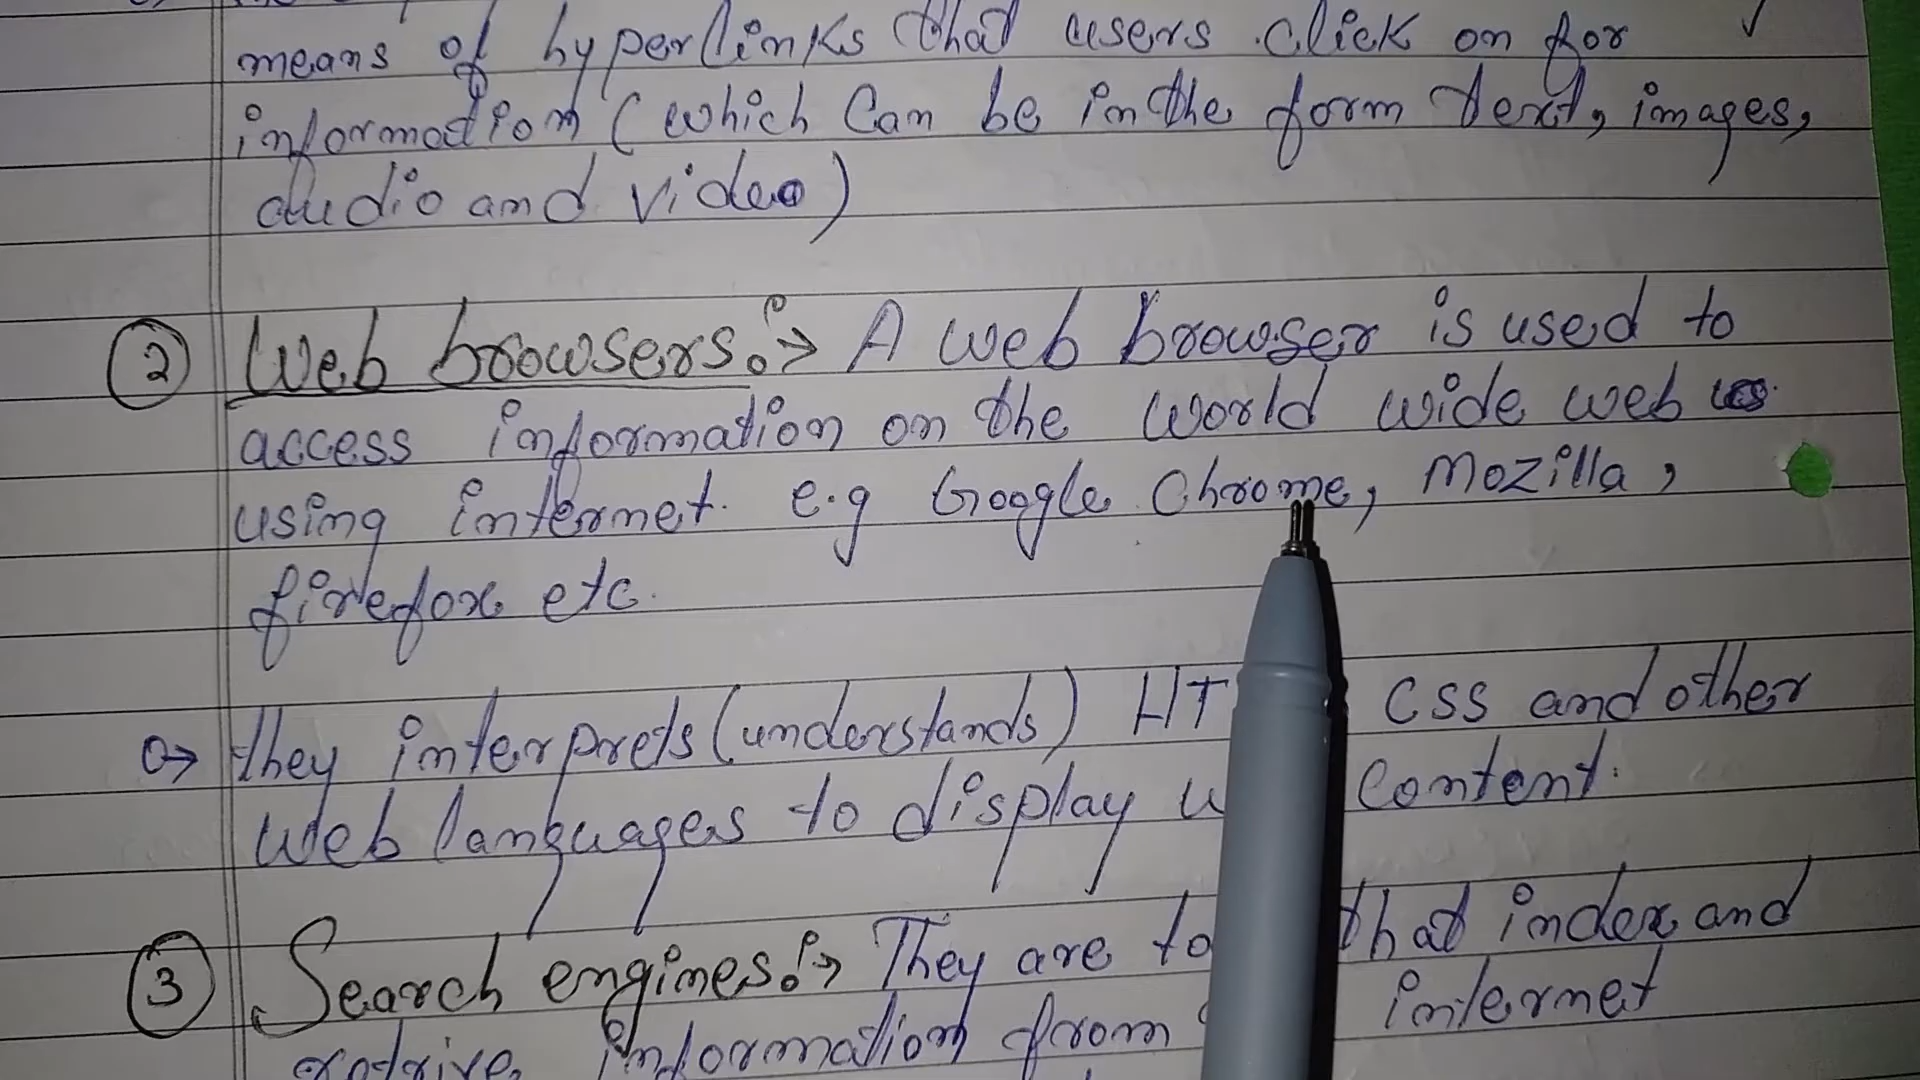 means of hyperlinks that users click on for
information (which Can be in the form text, images,
audio and video)
② Web browsers:→ A web browser is used to
access information on the world wide web
using internet. e.g Google Chrome, Mozilla,
firefox etc.
→ they interprets (understands) HT CSS and other
web languages to display w content.
③ Search engines:→ They are to that index and
information from internet